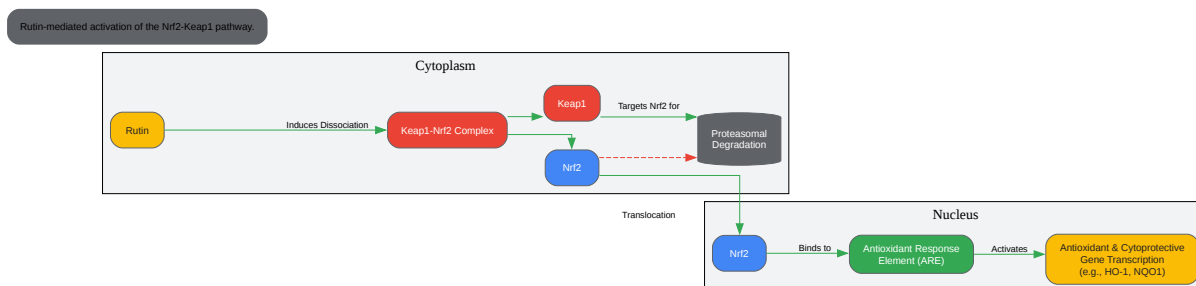 Rutin-mediated activation of the Nrf2-Keap1 pathway.
Cytoplasm
Rutin
Induces Dissociation
Keap1-Nrf2 Complex
Keap1
Targets Nrf2 for
Proteasomal
Degradation
Nrf2
Translocation
Nucleus
Nrf2
Binds to
Antioxidant Response
Element (ARE)
Activates
Antioxidant & Cytoprotective
Gene Transcription
(e.g., HO-1, NQO1)